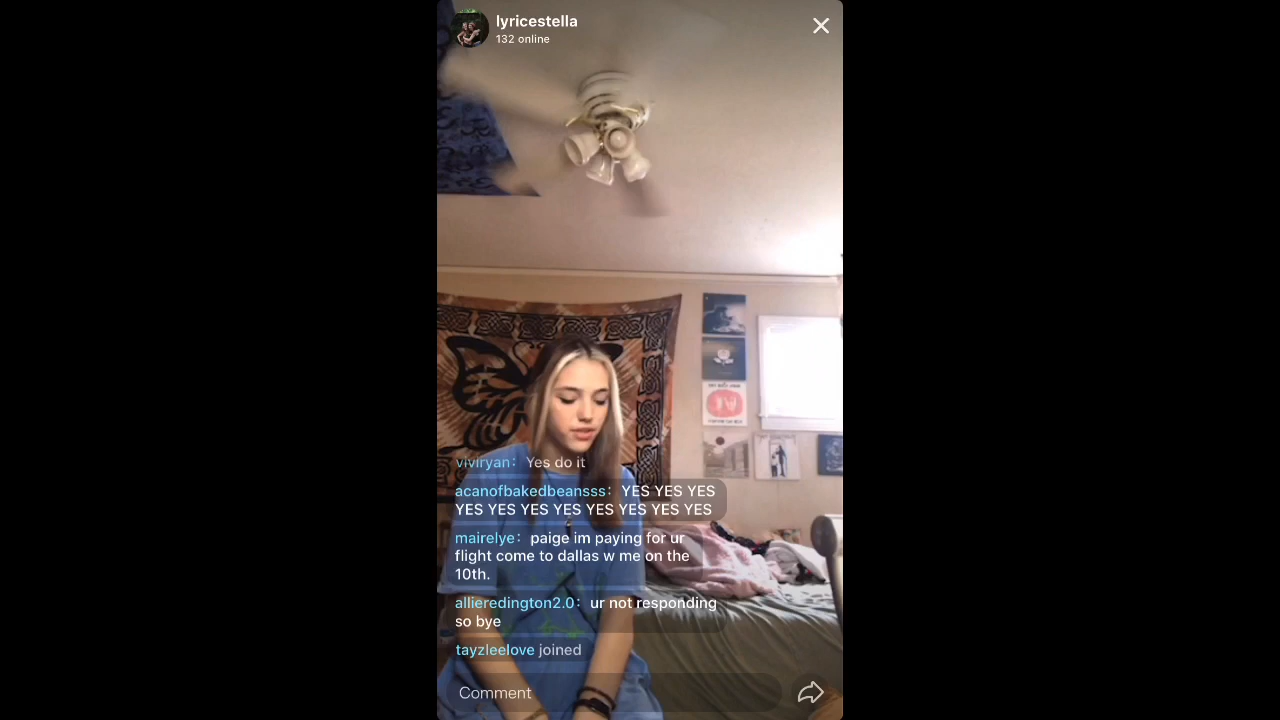 lyricestella
132 online
viviryan: Yes do it
acanofbakedbeansss: YES YES YES
YES YES YES YES YES YES YES YES
mairelye: paige im paying for ur
flight come to dallas w me on the
10th.
allieredington2.0: ur not responding
so bye
tayzleelove joined
Comment